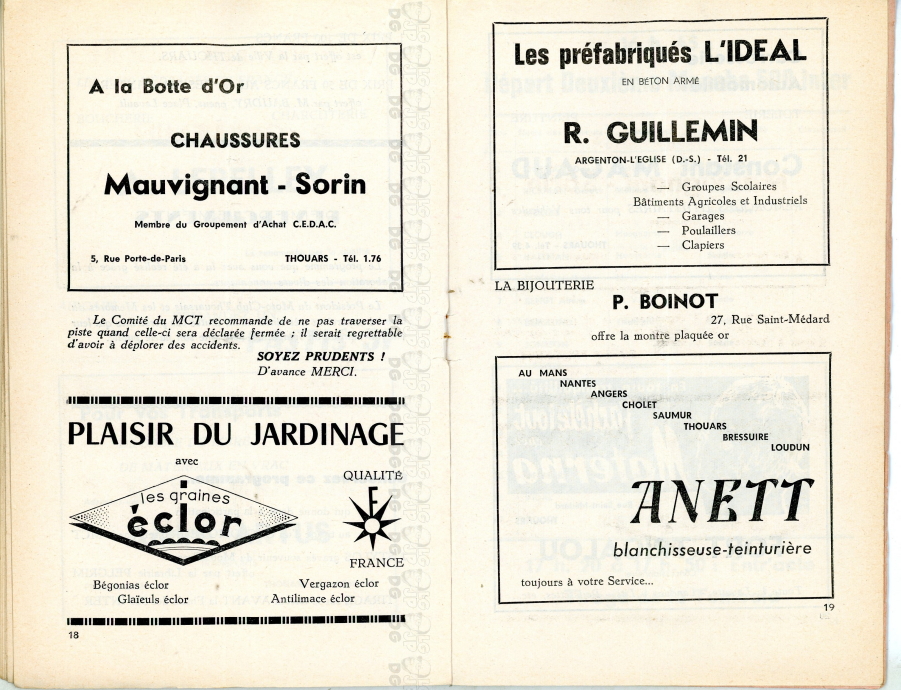 A la Botte d'Or
CHAUSSURES
Mauvignant - Sorin
Membre du Groupement d'Achat C.E.D.A.C.
5, Rue Porte-de-Paris THOUARS - Tél. 1.76
Le Comité du MCT recommande de ne pas traverser la
piste quand celle-ci sera déclarée fermée ; il serait regrettable
d'avoir à déplorer des accidents.
SOYEZ PRUDENTS !
D'avance MERCI.
PLAISIR DU JARDINAGE
avec
les graines
éclor
QUALITÉ
F
FRANCE
Bégonias éclor Vergazon éclor
Glaïeuls éclor Antilimace éclor
18
Les préfabriqués L'IDEAL
EN BÉTON ARMÉ
R. GUILLEMIN
ARGENTON-L'EGLISE (D.-S.) - Tél. 21
— Groupes Scolaires
Bâtiments Agricoles et Industriels
— Garages
— Poulaillers
— Clapiers
LA BIJOUTERIE
P. BOINOT
27, Rue Saint-Médard
offre la montre plaquée or
AU MANS
NANTES
ANGERS
CHOLET
SAUMUR
THOUARS
BRESSUIRE
LOUDUN
ANETT
blanchisseuse-teinturière
toujours à votre Service...
19